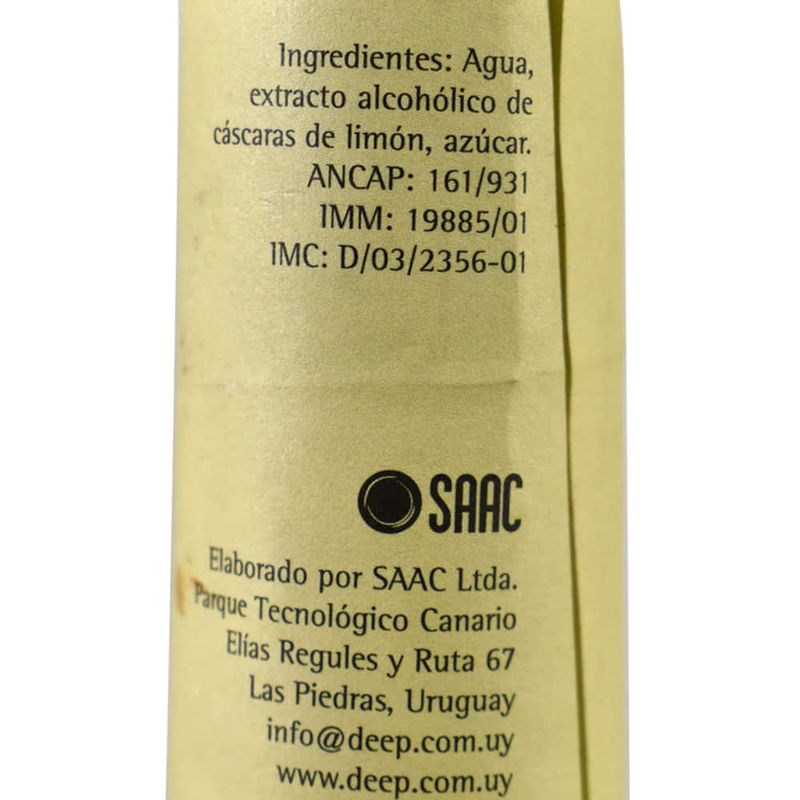 Ingredientes: Agua,
extracto alcohólico de
cáscaras de limón, azúcar.
ANCAP: 161/931
IMM: 19885/01
IMC: D/03/2356-01
SAAC
Elaborado por SAAC Ltda.
Parque Tecnológico Canario
Elías Regules y Ruta 67
Las Piedras, Uruguay
info@deep.com.uy
www.deep.com.uy